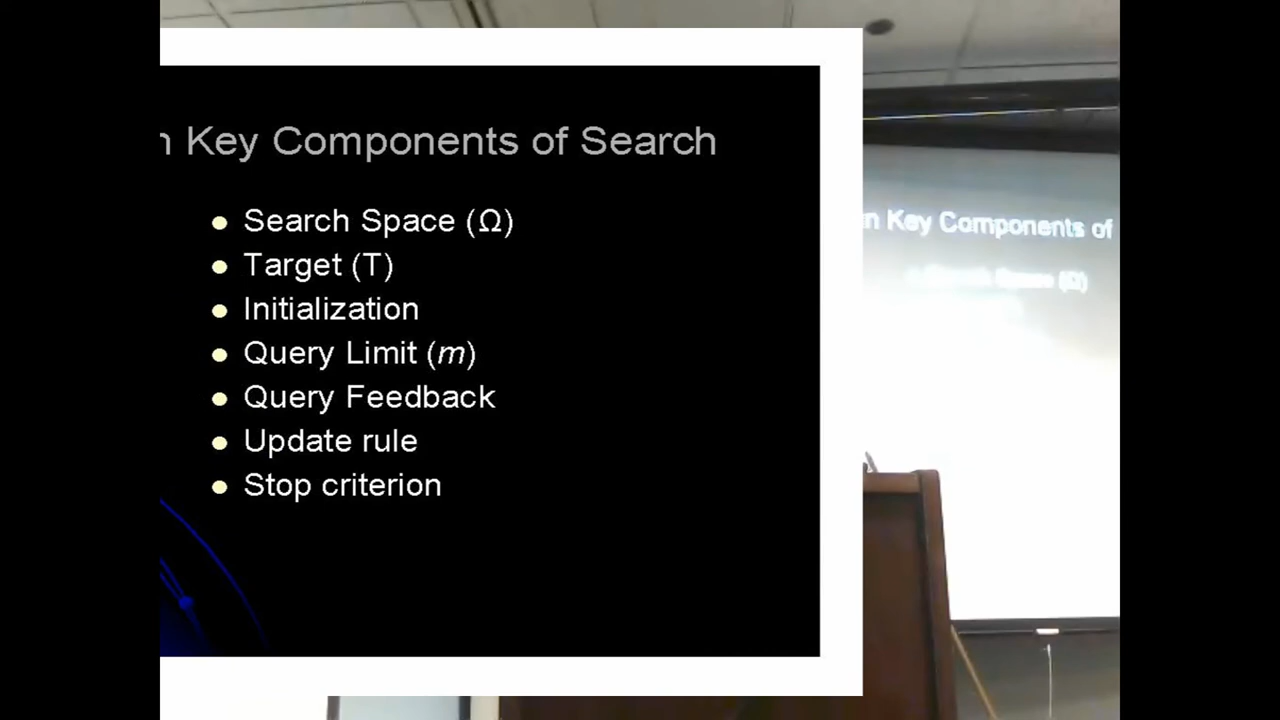 n Key Components of Search
Search Space (Ω)
Target (T)
Initialization
Query Limit (m)
Query Feedback
Update rule
Stop criterion
n Key Components of
Space (Ω)